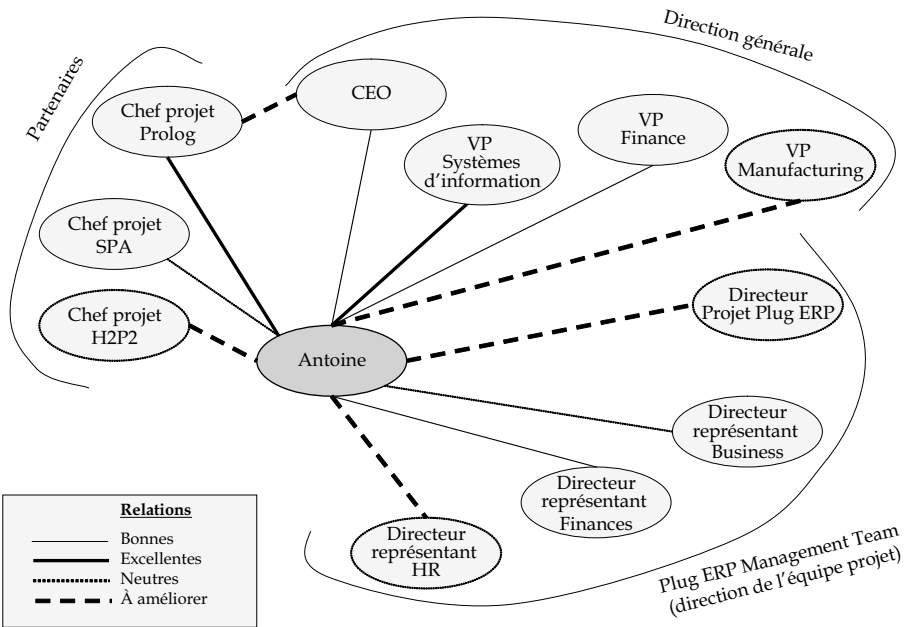 Direction générale
Partenaires
Chef projet
Prolog
CEO
VP
Systèmes
d'information
VP
Finance
VP
Manufacturing
Chef projet
SPA
Chef projet
H2P2
Antoine
Directeur
Projet Plug ERP
Directeur
représentant
Business
Directeur
représentant
Finances
Directeur
représentant
HR
Plug ERP Management Team
(direction de l'équipe projet)
Relations
Bonnes
Excellentes
Neutres
À améliorer